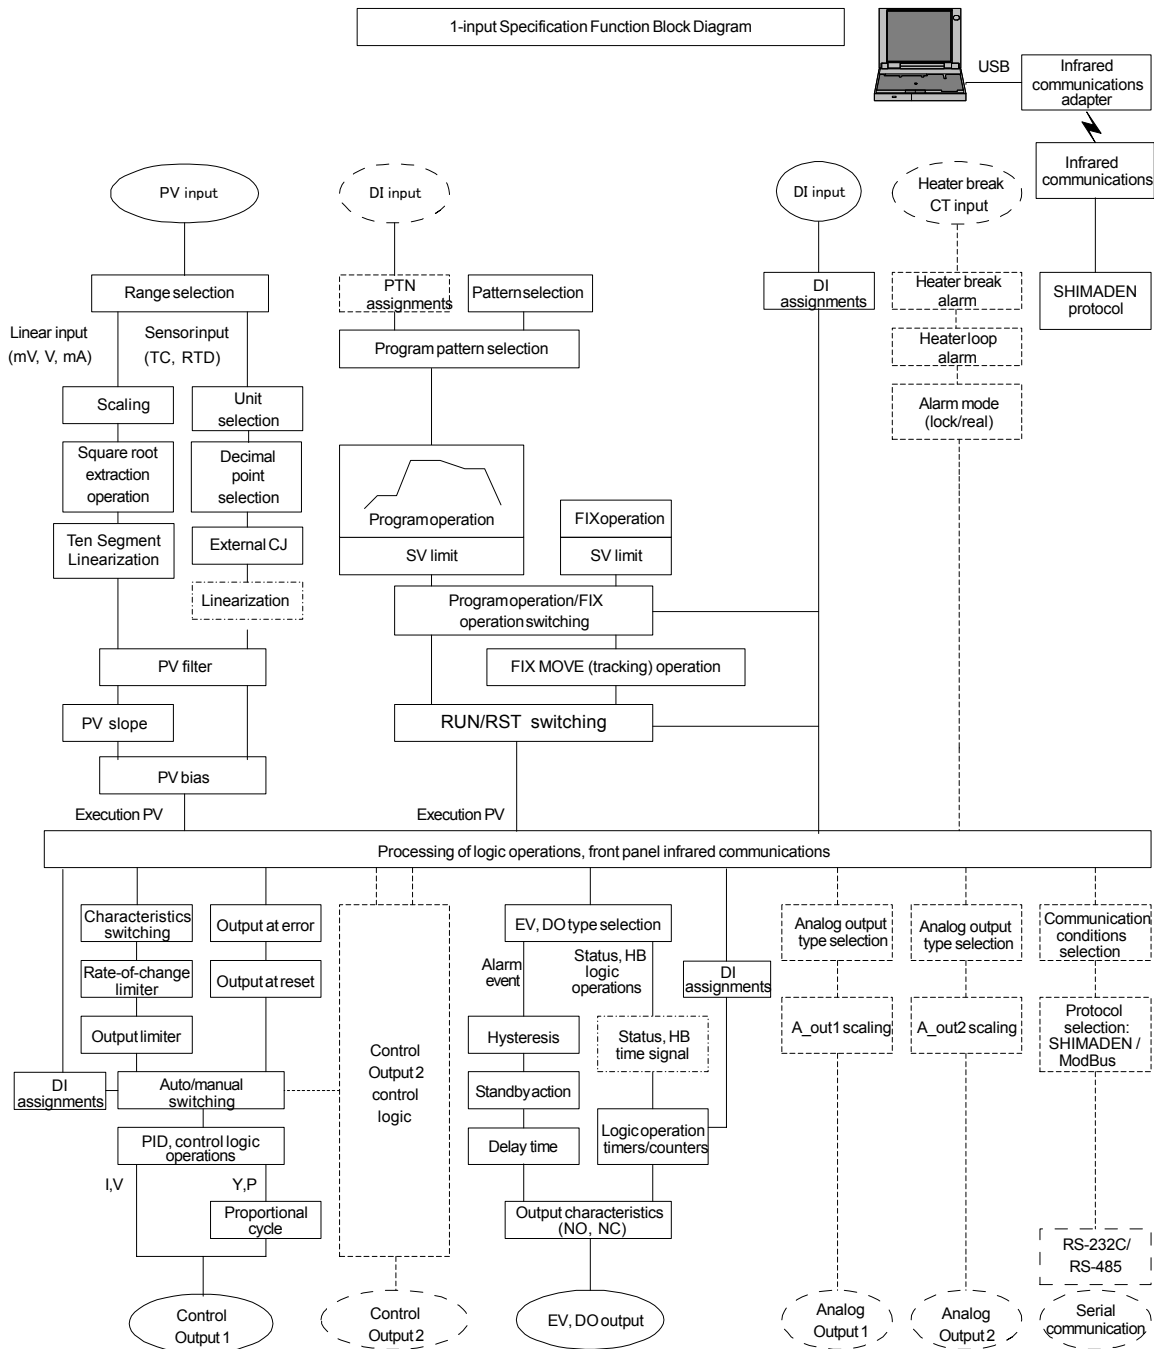 1-input Specification Function Block Diagram
USB
Infrared
communications
adapter
Infrared
communications
SHIMADEN
protocol
PV input
DI input
DI input
Heater break
CT input
Range selection
PTN
assignments
Pattern selection
DI
assignments
Heater break
alarm
Linear input
(mV, V, mA)
Sensor input
(TC, RTD)
Program pattern selection
Heater loop
alarm
Scaling
Unit
selection
Alarm mode
(lock/real)
Square root
extraction
operation
Decimal
point
selection
Program operation
SV limit
FIX operation
SV limit
Ten Segment
Linearization
External CJ
Linearization
Program operation/FIX
operation switching
PV filter
FIX MOVE (tracking) operation
PV slope
RUN/RST switching
PV bias
Execution PV
Execution PV
Processing of logic operations, front panel infrared communications
Characteristics
switching
Output at error
EV, DO type selection
Analog output
type selection
Analog output
type selection
Communication
conditions
selection
Rate-of-change
limiter
Output at reset
Alarm
event
Status, HB
logic
operations
DI
assignments
Output limiter
Hysteresis
Status, HB
time signal
A_out1 scaling
A_out2 scaling
Protocol
selection:
SHIMADEN /
ModBus
DI
assignments
Auto/manual
switching
Control
Output 2
control
logic
Standby action
PID, control logic
operations
Delay time
Logic operation
timers/counters
I,V
Y,P
Proportional
cycle
Output characteristics
(NO, NC)
RS-232C/
RS-485
Control
Output 1
Control
Output 2
EV, DO output
Analog
Output 1
Analog
Output 2
Serial
communication